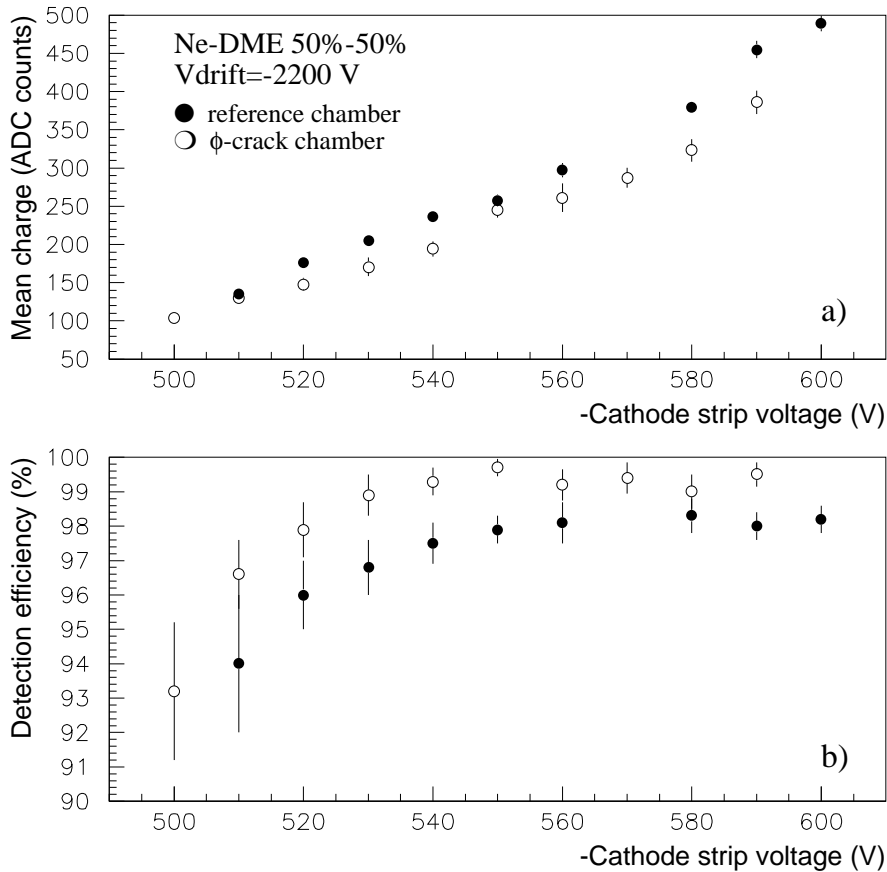 Mean charge (ADC counts)
500
450
400
350
300
250
200
150
100
50
Ne-DME 50%-50%
Vdrift=-2200 V
reference chamber
ϕ-crack chamber
a)
500 520 540 560 580 600
-Cathode strip voltage (V)
Detection efficiency (%)
100
99
98
97
96
95
94
93
92
91
90
b)
500 520 540 560 580 600
-Cathode strip voltage (V)